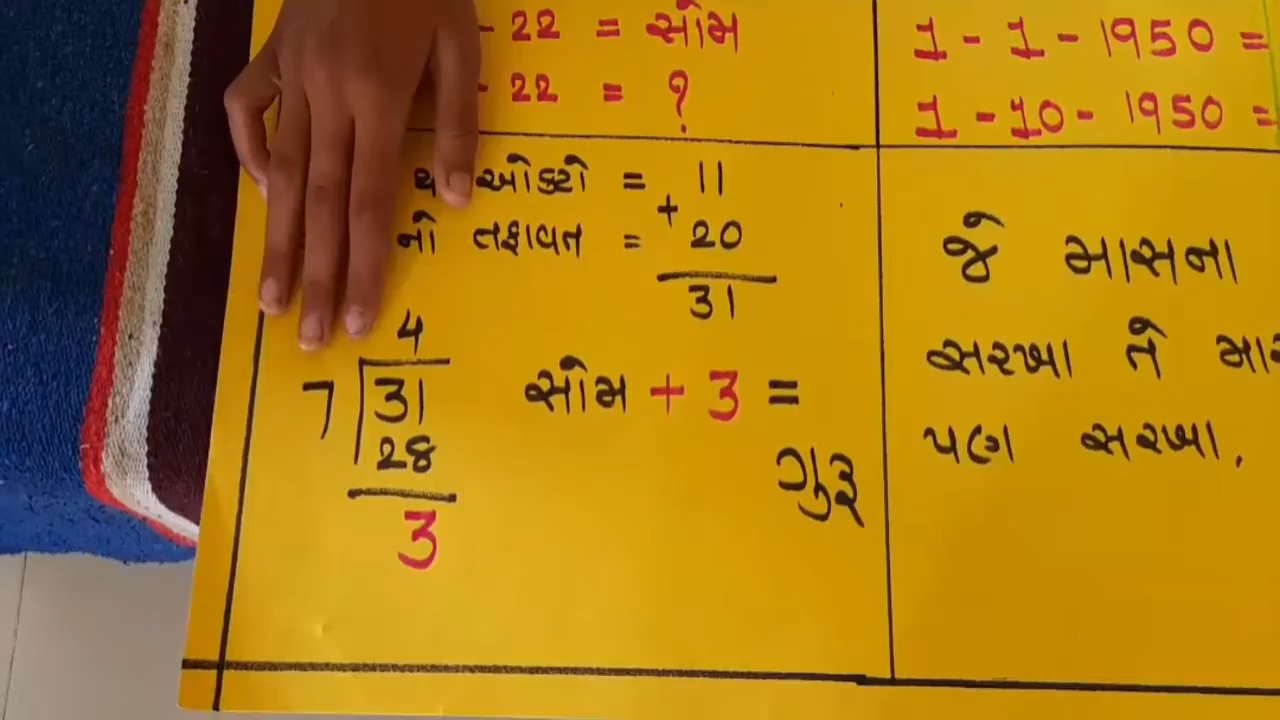 - 22 = સોમ
- 22 = ?
ઓક્ટો = 11
નો તફાવત = + 20
31
4
7 31
28
3
સોમ + 3 =
ગુરૂ
1 - 1 - 1950 =
1 - 10 - 1950 =
જે માસના
સરખા તે
પણ સરખા.